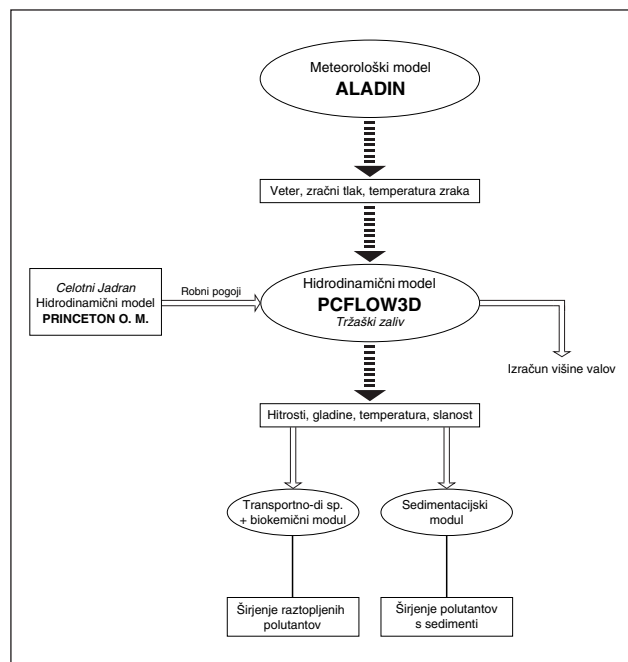 Meteorološki model
ALADIN
Veter, zračni tlak, temperatura zraka
Celotni Jadran
Hidrodinamični model
PRINCETON O. M.
Robni pogoji
Hidrodinamični model
PCFLOW3D
Tržaški zaliv
Izračun višine valov
Hitrosti, gladine, temperatura, slanost
Transportno-di sp.
+ biokemični modul
Sedimentacijski
modul
Širjenje raztopljenih
polutantov
Širjenje polutantov
s sedimenti